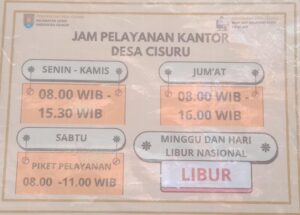 JAM PELAYANAN KANTOR
DESA CISURU
SENIN - KAMIS
08.00 WIB -
15.30 WIB
JUM'AT
08.00 WIB -
16.00 WIB
SABTU
PIKET PELAYANAN
08.00 -11.00 WIB
MINGGU DAN HARI
LIBUR NASIONAL
LIBUR